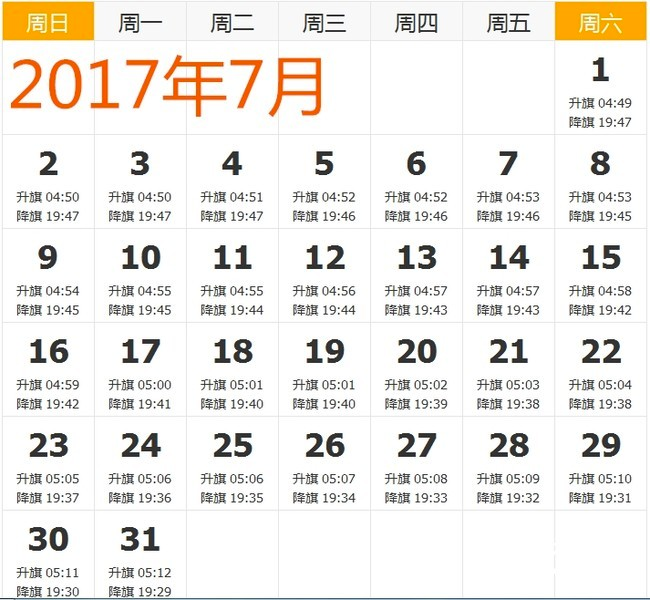 周日 周一 周二 周三 周四 周五 周六
2017年7月
1
升旗 04:49
降旗 19:47
2 3 4 5 6 7 8
升旗 04:50 升旗 04:50 升旗 04:51 升旗 04:52 升旗 04:52 升旗 04:53 升旗 04:53
降旗 19:47 降旗 19:47 降旗 19:47 降旗 19:46 降旗 19:46 降旗 19:46 降旗 19:45
9 10 11 12 13 14 15
升旗 04:54 升旗 04:55 升旗 04:55 升旗 04:56 升旗 04:57 升旗 04:57 升旗 04:58
降旗 19:45 降旗 19:45 降旗 19:44 降旗 19:44 降旗 19:43 降旗 19:43 降旗 19:42
16 17 18 19 20 21 22
升旗 04:59 升旗 05:00 升旗 05:01 升旗 05:01 升旗 05:02 升旗 05:03 升旗 05:04
降旗 19:42 降旗 19:41 降旗 19:40 降旗 19:40 降旗 19:39 降旗 19:38 降旗 19:38
23 24 25 26 27 28 29
升旗 05:05 升旗 05:06 升旗 05:06 升旗 05:07 升旗 05:08 升旗 05:09 升旗 05:10
降旗 19:37 降旗 19:36 降旗 19:35 降旗 19:34 降旗 19:33 降旗 19:32 降旗 19:31
30 31
升旗 05:11 升旗 05:12
降旗 19:30 降旗 19:29